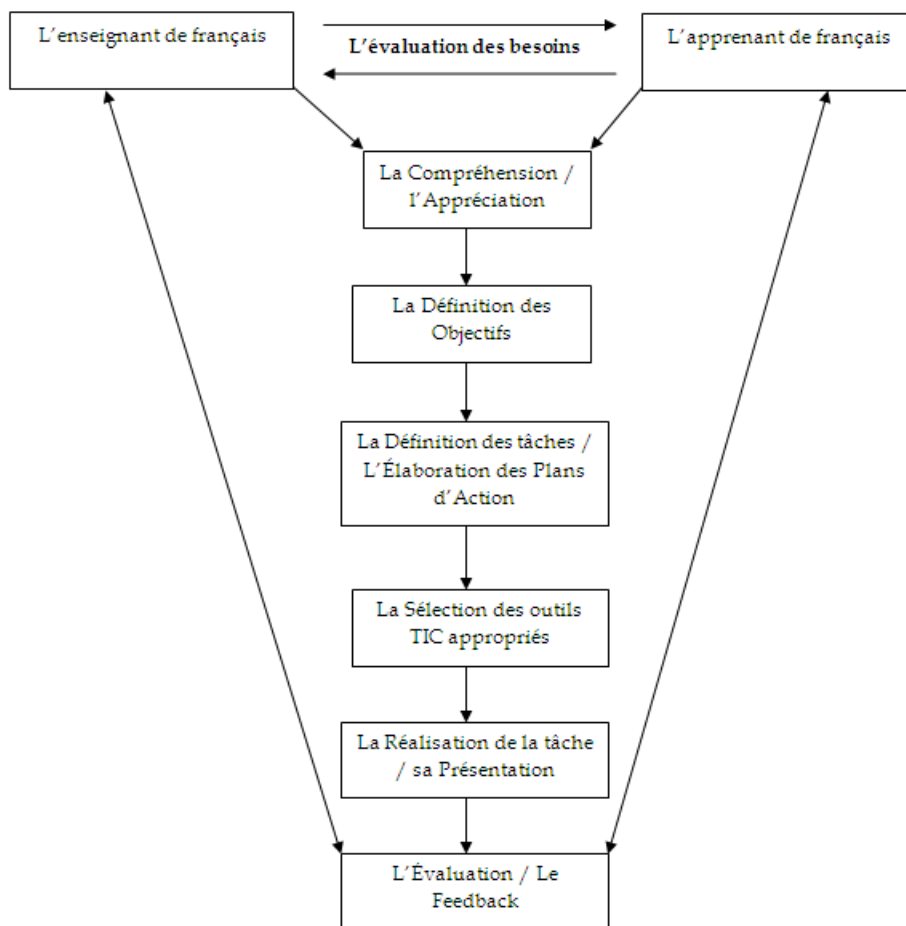 L'enseignant de français
L'évaluation des besoins
L'apprenant de français
La Compréhension /
l'Appréciation
La Définition des
Objectifs
La Définition des tâches /
L'Élaboration des Plans
d'Action
La Sélection des outils
TIC appropriés
La Réalisation de la tâche
/ sa Présentation
L'Évaluation / Le
Feedback